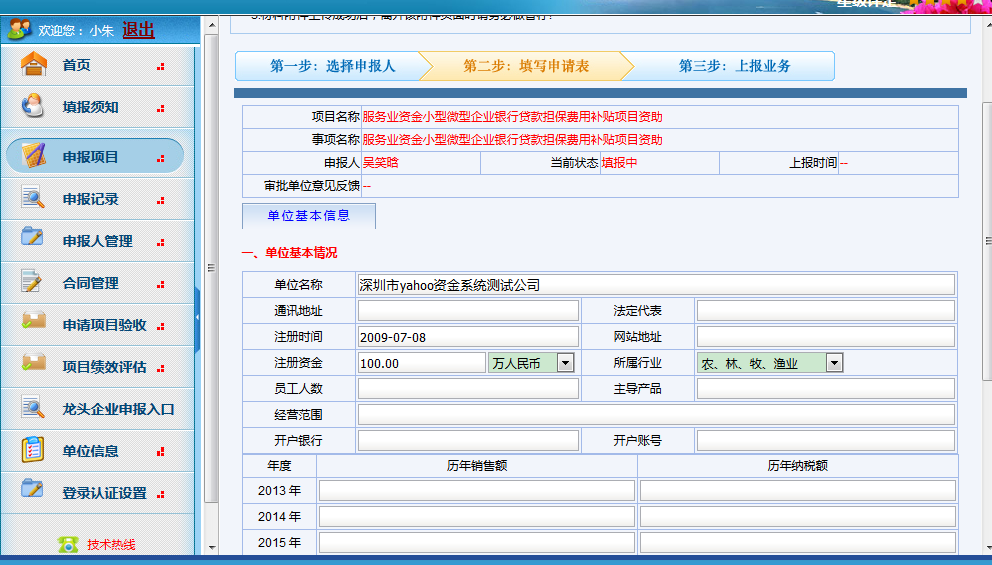 欢迎您：小朱 退出
首页
填报须知
申报项目
申报记录
申报人管理
合同管理
申请项目验收
项目绩效评估
龙头企业申报入口
单位信息
登录认证设置
技术热线
第一步：选择申报人 第二步：填写申请表 第三步：上报业务
项目名称 服务业资金小型微型企业银行贷款担保费用补贴项目资助
事项名称 服务业资金小型微型企业银行贷款担保费用补贴项目资助
申报人 吴笑晗 当前状态 填报中 上报时间 --
审批单位意见反馈 --
单位基本信息
一、单位基本情况
单位名称 深圳市yahoo资金系统测试公司
通讯地址 法定代表
注册时间 2009-07-08 网站地址
注册资金 100.00 万人民币 所属行业 农、林、牧、渔业
员工人数 主导产品
经营范围
开户银行 开户账号
年度 历年销售额 历年纳税额
2013 年
2014 年
2015 年